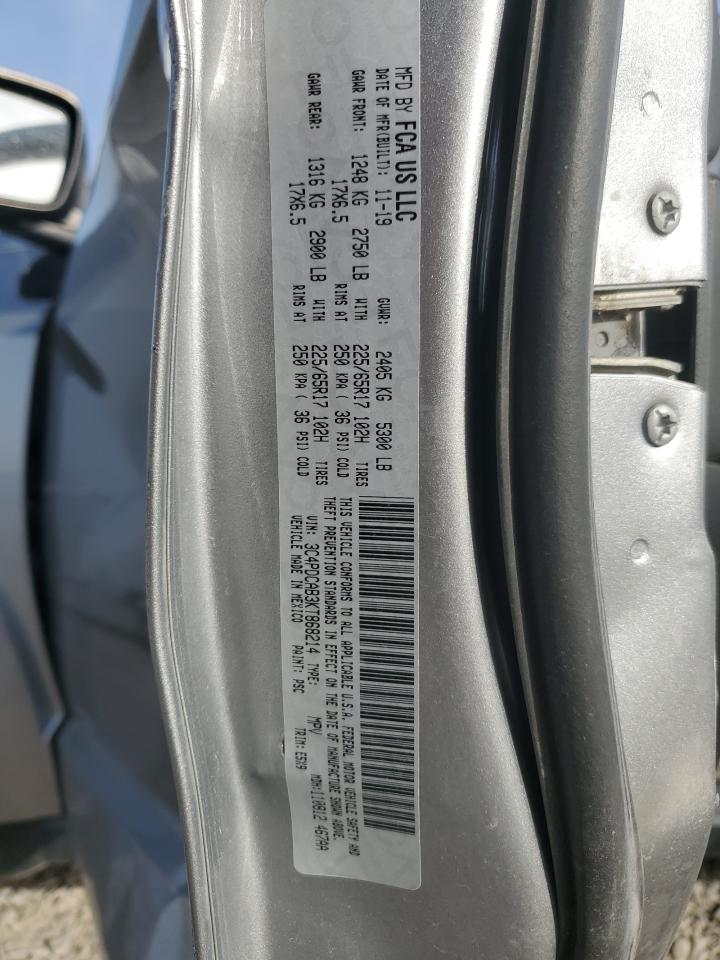 MFD BY FCA US LLC
DATE OF MFR(BUILT): 11-19 GVWR: 2405 KG 5300 LB
GAWR FRONT: 1248 KG 2750 LB WITH 225/65R17 102H TIRES
17X6.5 RIMS AT 250 KPA ( 36 PSI) COLD
GAWR REAR: 1316 KG 2900 LB WITH 225/65R17 102H TIRES
17X6.5 RIMS AT 250 KPA ( 36 PSI) COLD
THIS VEHICLE CONFORMS TO ALL APPLICABLE U.S.A. FEDERAL MOTOR VEHICLE SAFETY AND
THEFT PREVENTION STANDARDS IN EFFECT ON THE DATE OF MANUFACTURE SHOWN ABOVE.
VIN: 3C4PDCAB3KT868214 TYPE: MPV MDH:110812 467AA
VEHICLE MADE IN MEXICO PAINT: PSC TRIM: E5X9